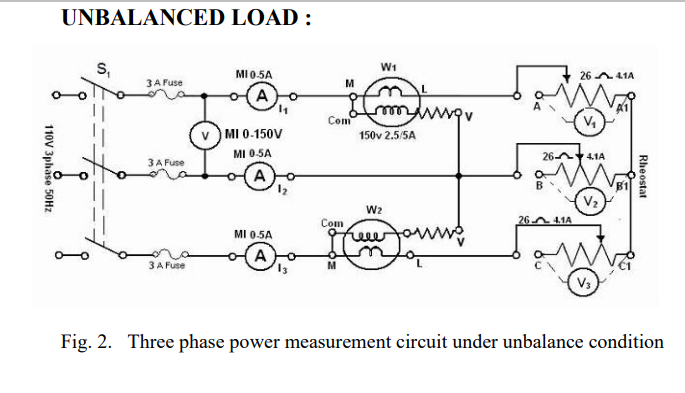 UNBALANCED LOAD :
S1
3 A Fuse
MI 0-5A
A
I1
M
Com
W1
L
V
150v 2.5/5A
26 4.1A
A
A1
V1
110V 3phase 50Hz
V
MI 0-150V
3 A Fuse
MI 0-5A
A
I2
26 4.1A
B
B1
V2
Rheostat
3 A Fuse
MI 0-5A
A
I3
Com
M
W2
L
V
26 4.1A
C
C1
V3
Fig. 2. Three phase power measurement circuit under unbalance condition